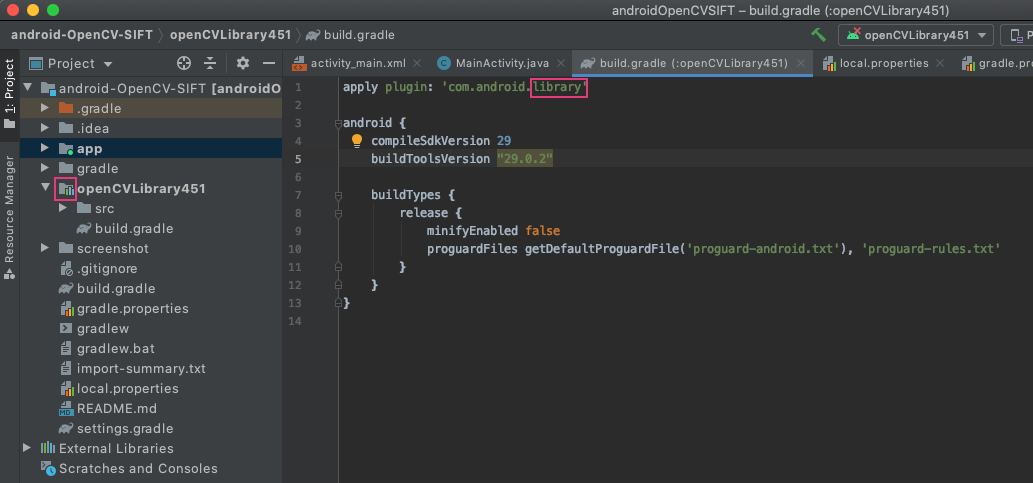 androidOpenCVSIFT – build.gradle (:openCVLibrary451)
android-OpenCV-SIFT openCVLibrary451 build.gradle
openCVLibrary451
Project
activity_main.xml MainActivity.java build.gradle (:openCVLibrary451) local.properties gradle.pro
1: Project
Resource Manager
android-OpenCV-SIFT [androidO
.gradle
.idea
app
gradle
openCVLibrary451
src
build.gradle
screenshot
.gitignore
build.gradle
gradle.properties
gradlew
gradlew.bat
import-summary.txt
local.properties
README.md
settings.gradle
External Libraries
Scratches and Consoles
1 apply plugin: 'com.android.library'
2
3 android {
4 compileSdkVersion 29
5 buildToolsVersion "29.0.2"
6
7 buildTypes {
8 release {
9 minifyEnabled false
10 proguardFiles getDefaultProguardFile('proguard-android.txt'), 'proguard-rules.txt'
11 }
12 }
13 }
14